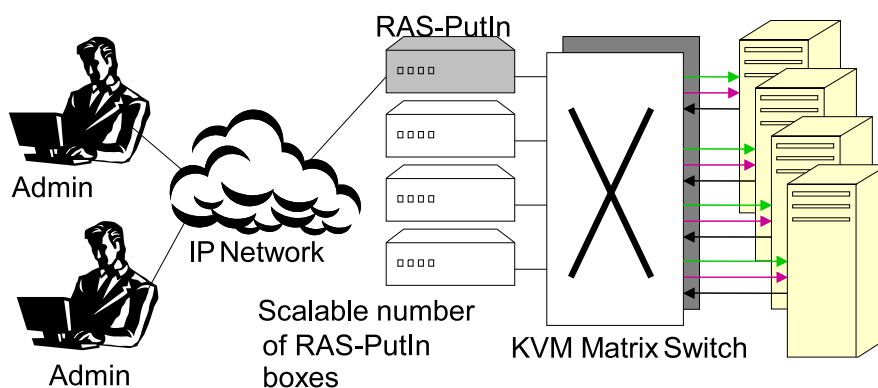 RAS-PutIn
Admin
IP Network
Admin
Scalable number
of RAS-PutIn
boxes
KVM Matrix Switch